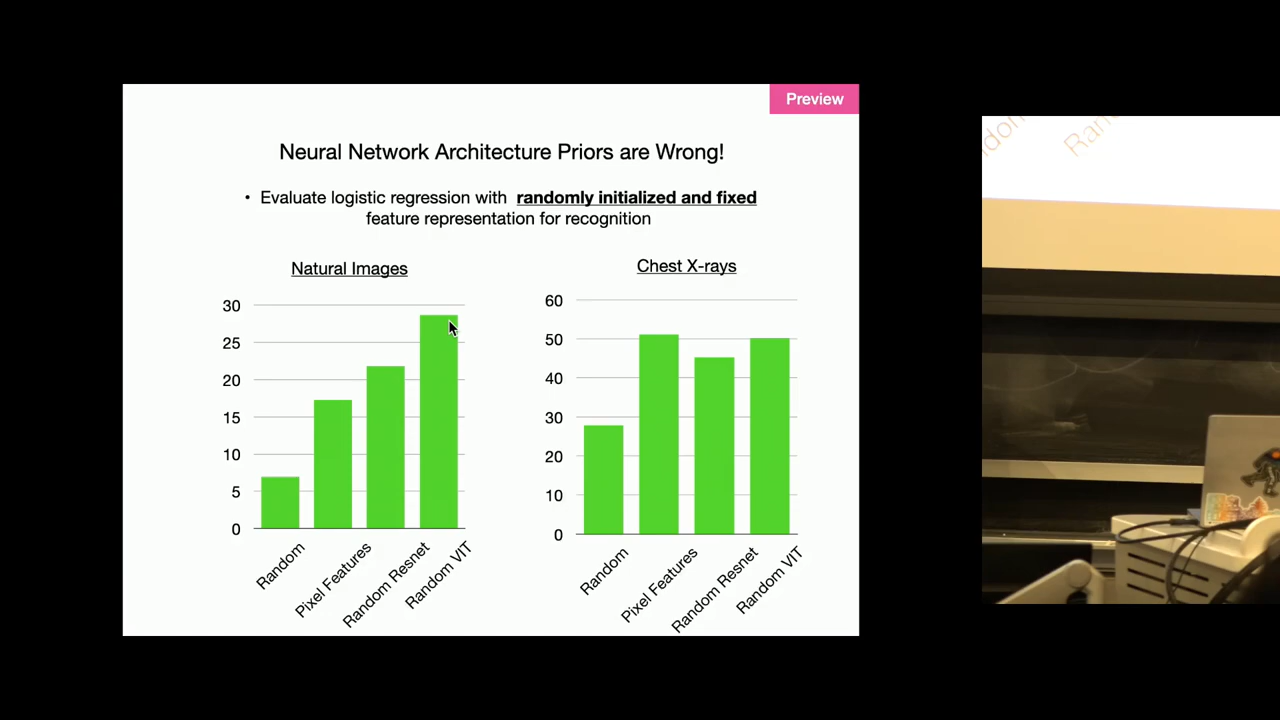 Preview
Neural Network Architecture Priors are Wrong!
• Evaluate logistic regression with randomly initialized and fixed
feature representation for recognition
Natural Images
30
25
20
15
10
5
0
Random
Pixel Features
Random Resnet
Random VIT
Chest X-rays
60
50
40
30
20
10
0
Random
Pixel Features
Random Resnet
Random VIT